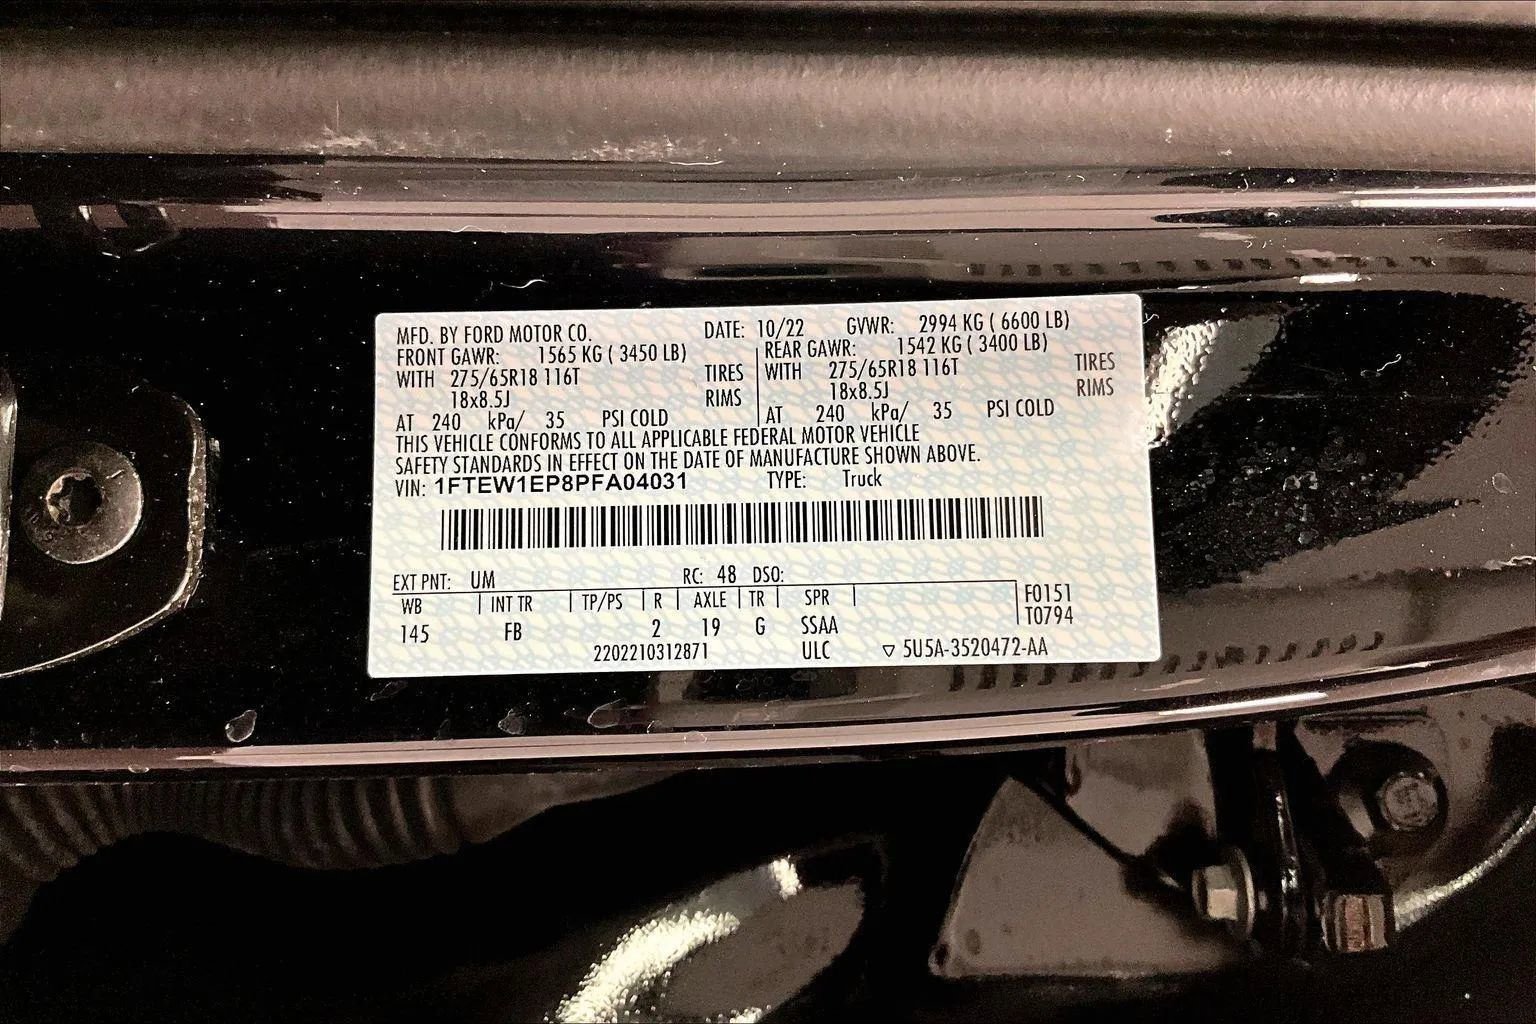 MFD. BY FORD MOTOR CO. DATE: 10/22 GVWR: 2994 KG ( 6600 LB)
FRONT GAWR: 1565 KG ( 3450 LB) REAR GAWR: 1542 KG ( 3400 LB)
WITH 275/65R18 116T TIRES WITH 275/65R18 116T TIRES
18x8.5J RIMS 18x8.5J RIMS
AT 240 kPa/ 35 PSI COLD AT 240 kPa/ 35 PSI COLD
THIS VEHICLE CONFORMS TO ALL APPLICABLE FEDERAL MOTOR VEHICLE
SAFETY STANDARDS IN EFFECT ON THE DATE OF MANUFACTURE SHOWN ABOVE.
VIN: 1FTEW1EP8PFA04031 TYPE: Truck
EXT PNT: UM RC: 48 DSO:
WB INT TR TP/PS R AXLE TR SPR F0151
145 FB 2 19 G SSAA T0794
2202210312871 ULC ▽ 5U5A-3520472-AA